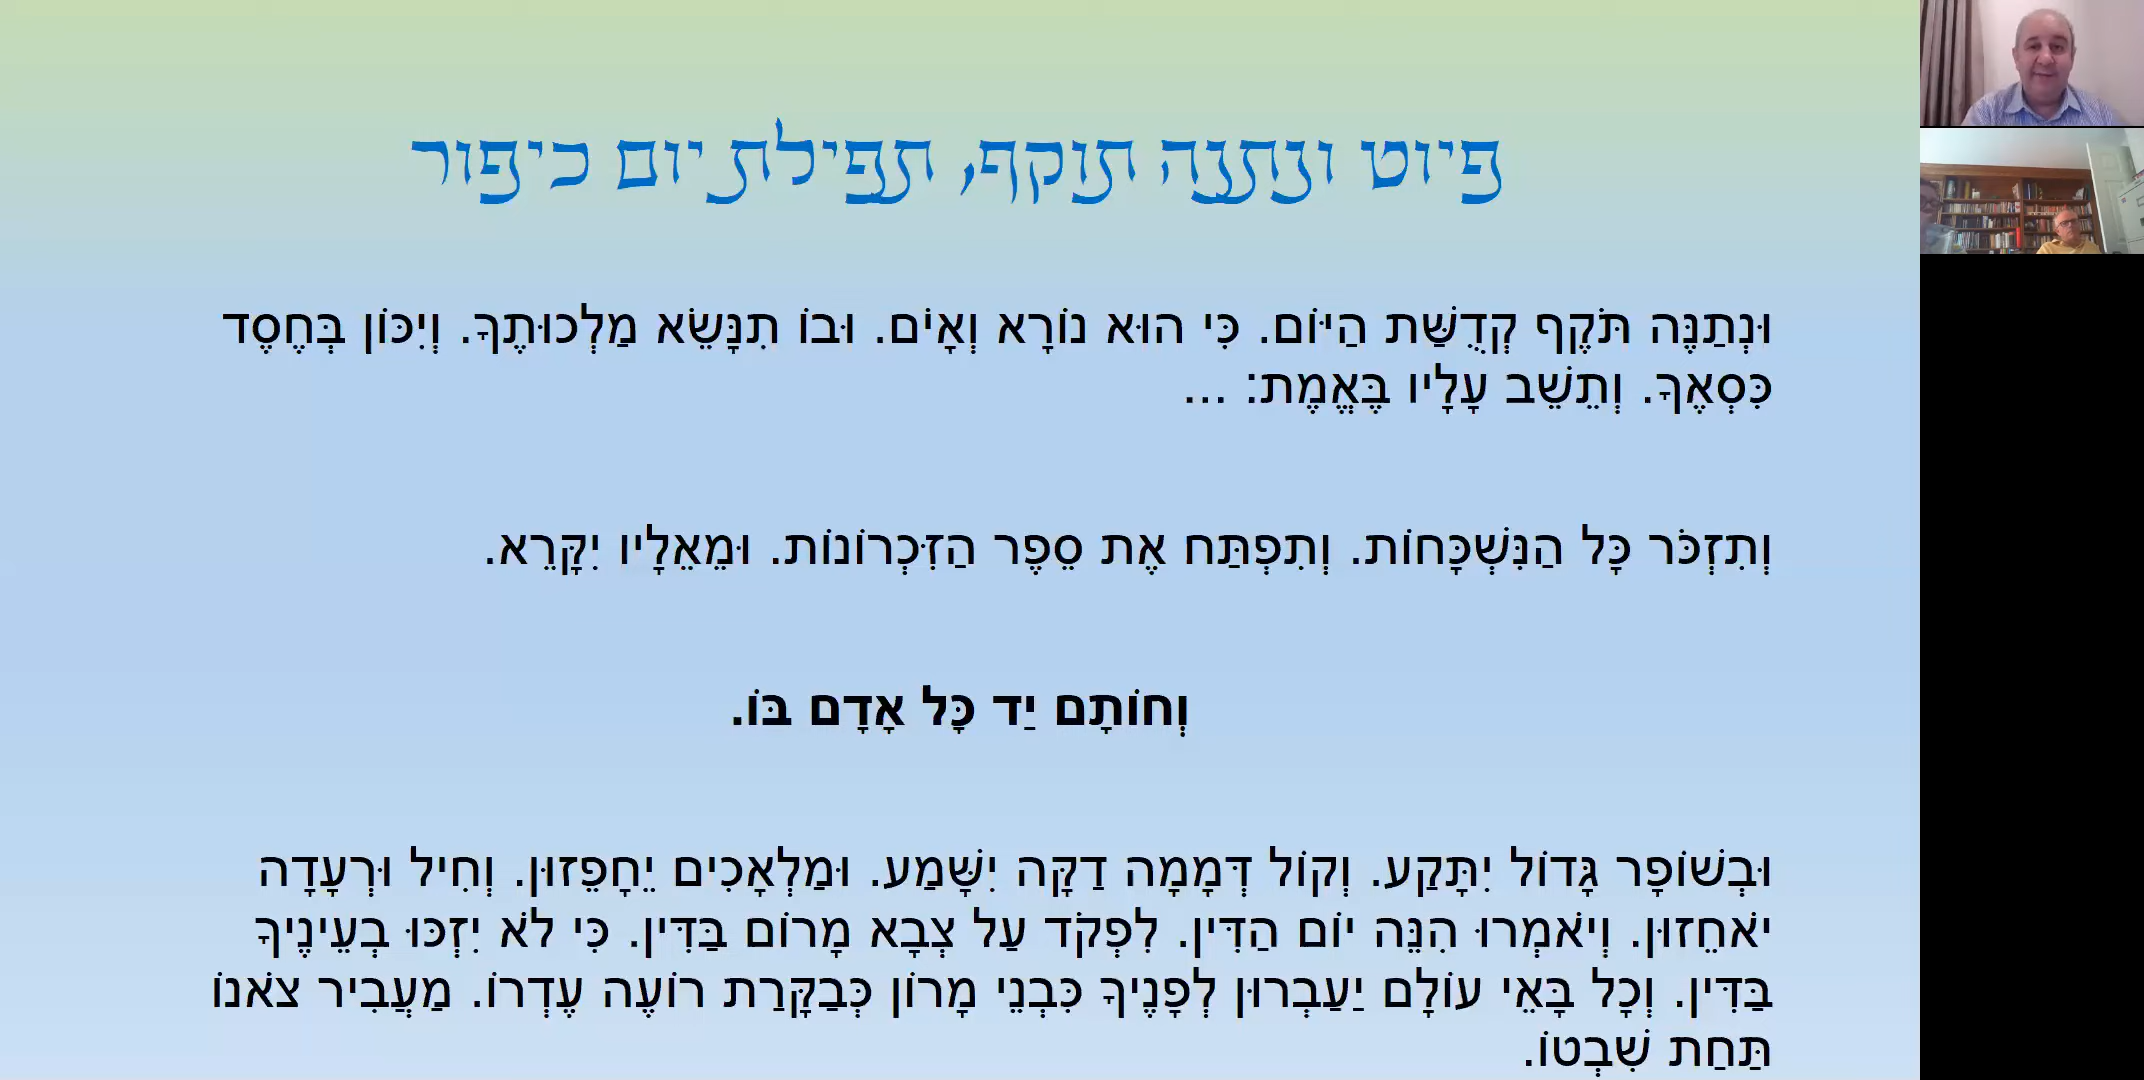 פיוט ונתנה תוקף, תפילת יום כיפור
וּנְתַנֶּה תֹּקֶף קְדֻשַּׁת הַיּוֹם. כִּי הוּא נוֹרָא וְאָיֹם. וּבוֹ תִנָּשֵׂא מַלְכוּתֶךָ. וְיִכּוֹן בְּחֶסֶד
כִּסְאֶךָ. וְתֵשֵׁב עָלָיו בֶּאֱמֶת: ...
וְתִזְכֹּר כָּל הַנִּשְׁכָּחוֹת. וְתִפְתַּח אֶת סֵפֶר הַזִּכְרוֹנוֹת. וּמֵאֵלָיו יִקָּרֵא.
וְחוֹתָם יַד כָּל אָדָם בּוֹ.
וּבְשׁוֹפָר גָּדוֹל יִתָּקַע. וְקוֹל דְּמָמָה דַקָּה יִשָּׁמַע. וּמַלְאָכִים יֵחָפֵזוּן. וְחִיל וּרְעָדָה
יֹאחֵזוּן. וְיֹאמְרוּ הִנֵּה יוֹם הַדִּין. לִפְקֹד עַל צְבָא מָרוֹם בַּדִּין. כִּי לֹא יִזְכּוּ בְעֵינֶיךָ
בַּדִּין. וְכָל בָּאֵי עוֹלָם יַעַבְרוּן לְפָנֶיךָ כִּבְנֵי מָרוֹן כְּבַקָּרַת רוֹעֶה עֶדְרוֹ. מַעֲבִיר צֹאנוֹ
תַּחַת שִׁבְטוֹ.